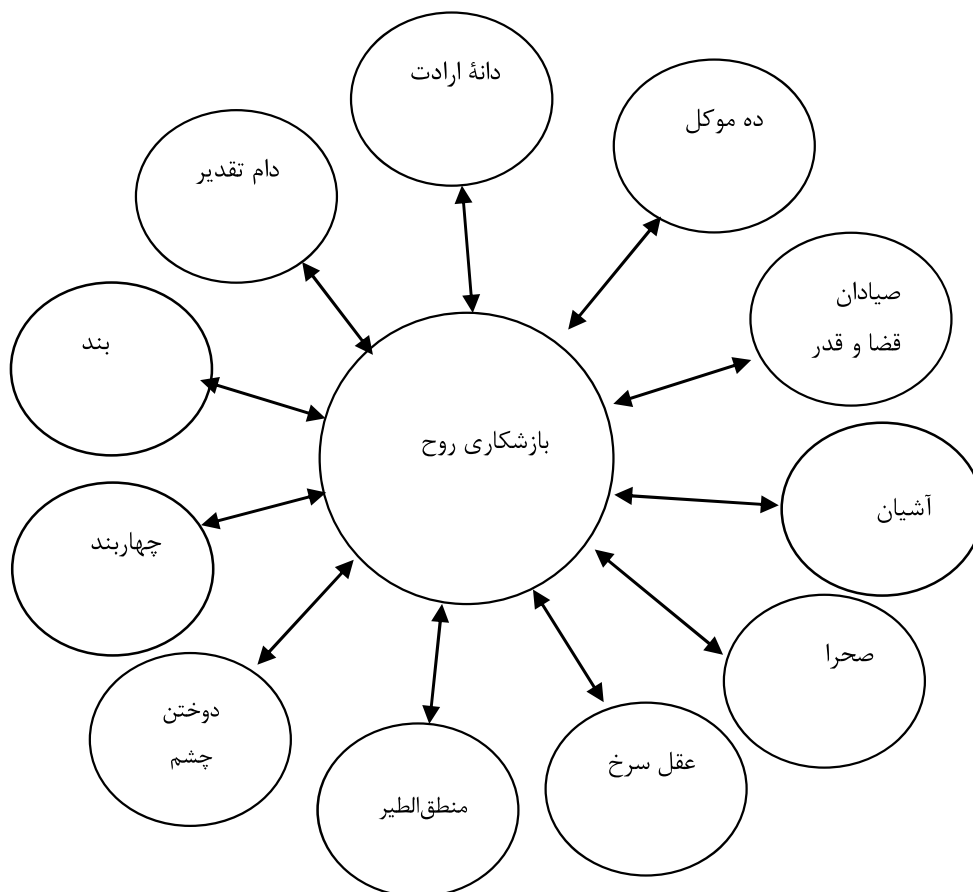 دانهٔ ارادت
ده موکل
صیادان
قضا و قدر
آشیان
صحرا
عقل سرخ
منطق‌الطیر
دوختن
چشم
چهاربند
بند
دام تقدیر
بازشکاری روح